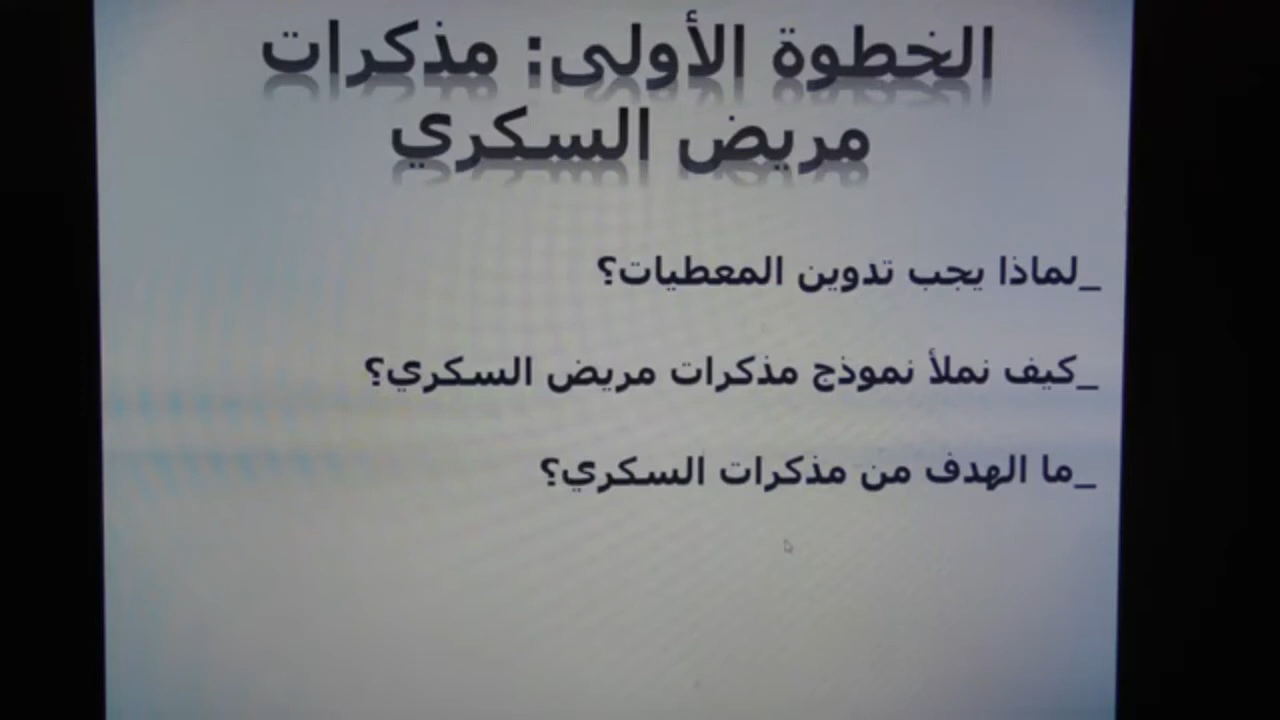 الخطوة الأولى: مذكرات
مريض السكري
_لماذا يجب تدوين المعطيات؟
_كيف نملأ نموذج مذكرات مريض السكري؟
_ما الهدف من مذكرات السكري؟